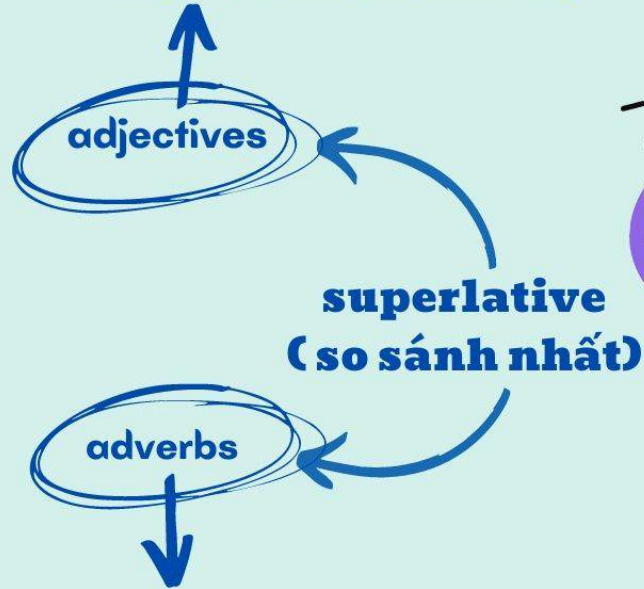 adjectives
superlative
( so sánh nhất)
adverbs